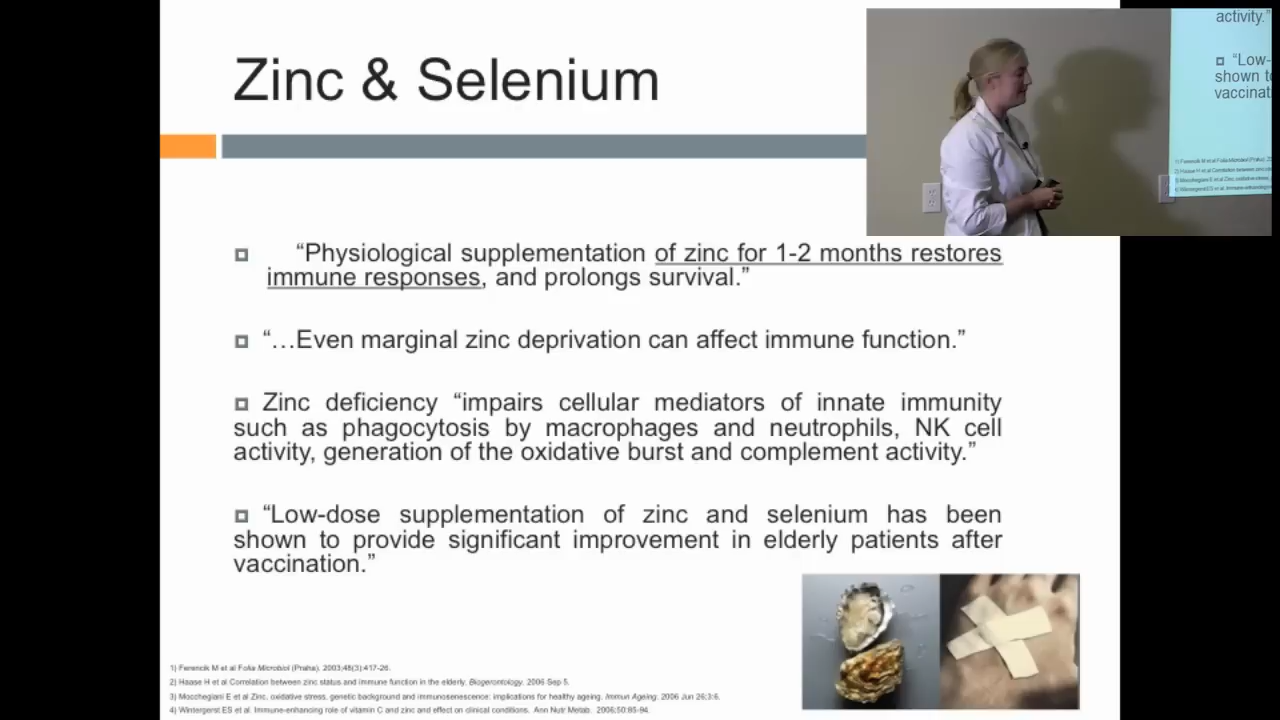 Zinc & Selenium
“Physiological supplementation of zinc for 1-2 months restores
immune responses, and prolongs survival.”
“…Even marginal zinc deprivation can affect immune function.”
Zinc deficiency “impairs cellular mediators of innate immunity
such as phagocytosis by macrophages and neutrophils, NK cell
activity, generation of the oxidative burst and complement activity.”
“Low-dose supplementation of zinc and selenium has been
shown to provide significant improvement in elderly patients after
vaccination.”
1) Ferencik M et al Folia Microbiol (Praha). 2003;48(3):417-26.
2) Haase H et al Correlation between zinc status and immune function in the elderly. Biogerontology. 2006 Sep 5.
3) Mocchegiani E et al Zinc, oxidative stress, genetic background and immunosenescence: implications for healthy ageing. Immun Ageing. 2006 Jun 26;3:6.
4) Wintergerst ES et al. Immune-enhancing role of vitamin C and zinc and effect on clinical conditions. Ann Nutr Metab. 2006;50:85-94.
activity.”
“Low-
shown to
vaccinat